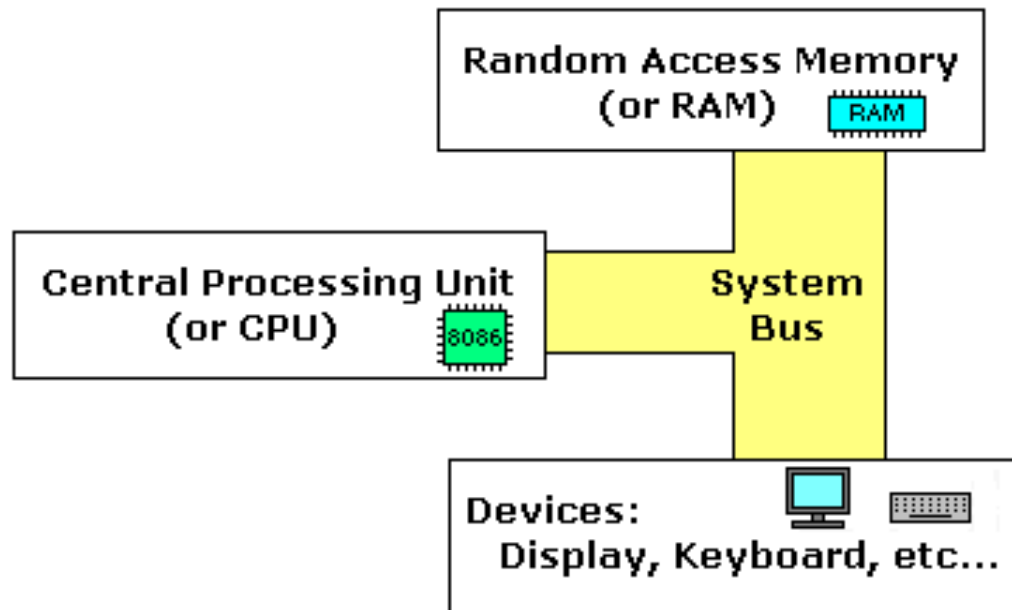 Random Access Memory
(or RAM)
RAM
Central Processing Unit
(or CPU)
8086
System
Bus
Devices:
Display, Keyboard, etc...